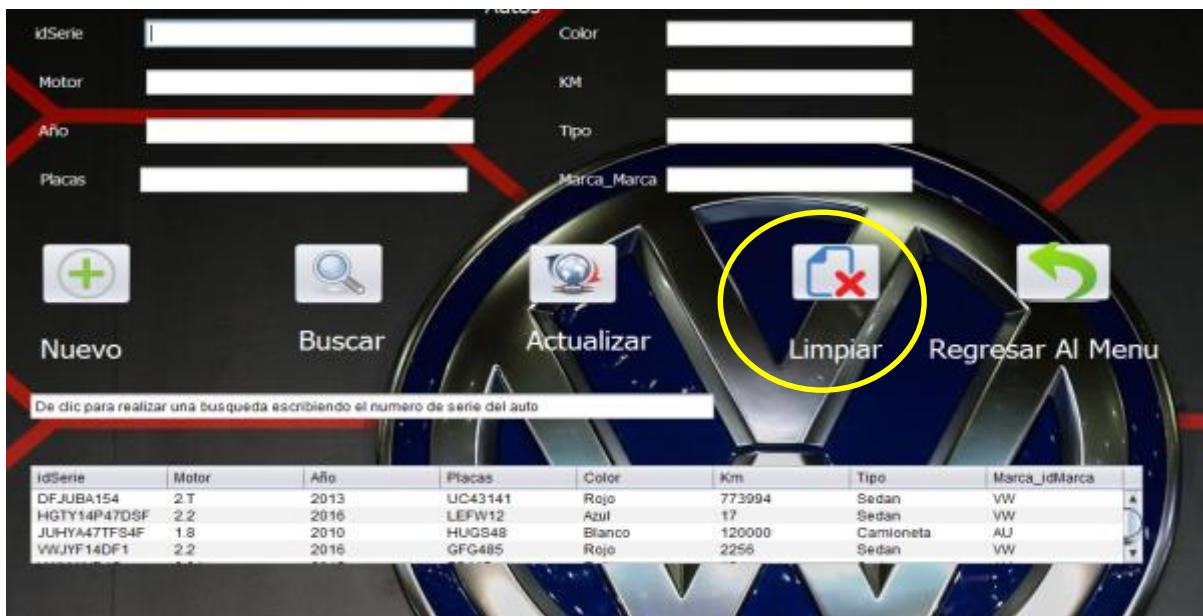 Autos
idSerie Color
Motor KM
Año Tipo
Placas Marca_Marca
Nuevo Buscar Actualizar Limpiar Regresar Al Menu
De clic para realizar una busqueda escribiendo el numero de serie del auto
idSerie Motor Año Placas Color Km Tipo Marca_idMarca
DFJUBA154 2.T 2013 UC43141 Rojo 773994 Sedan VW
HGTY14P47DSF 2.2 2016 LEFW12 Azul 17 Sedan VW
JUHYA47TFS4F 1.8 2010 HUGS48 Blanco 120000 Camioneta AU
VWJYF14DF1 2.2 2016 GFG485 Rojo 2256 Sedan VW